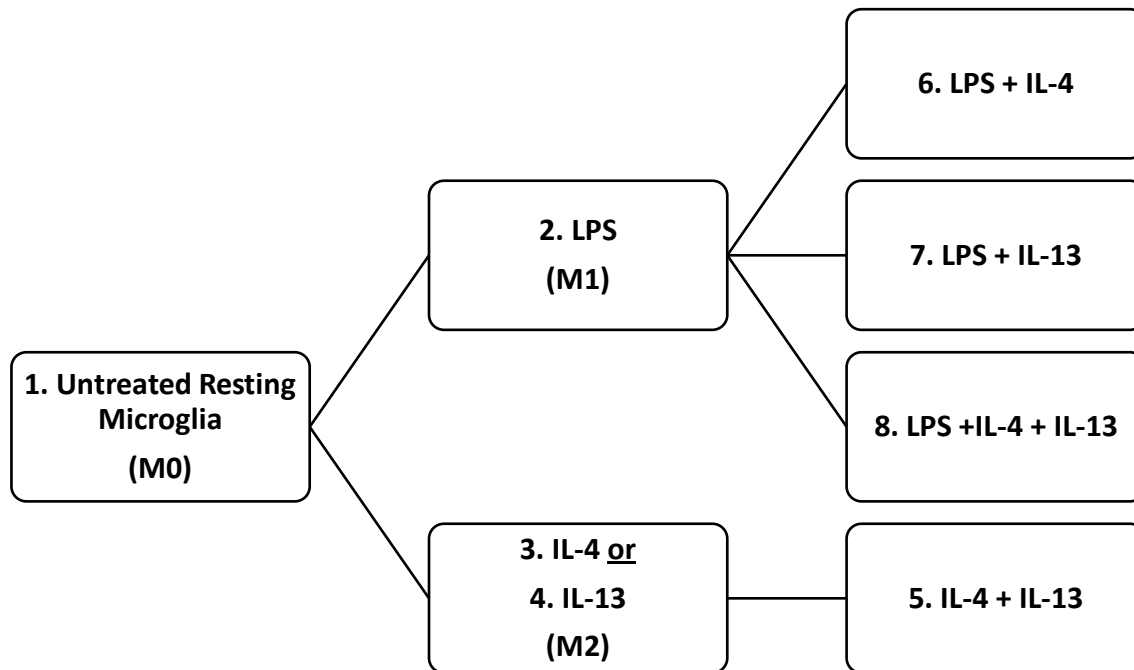 1. Untreated Resting
Microglia
(M0)
2. LPS
(M1)
3. IL-4 or
4. IL-13
(M2)
6. LPS + IL-4
7. LPS + IL-13
8. LPS +IL-4 + IL-13
5. IL-4 + IL-13